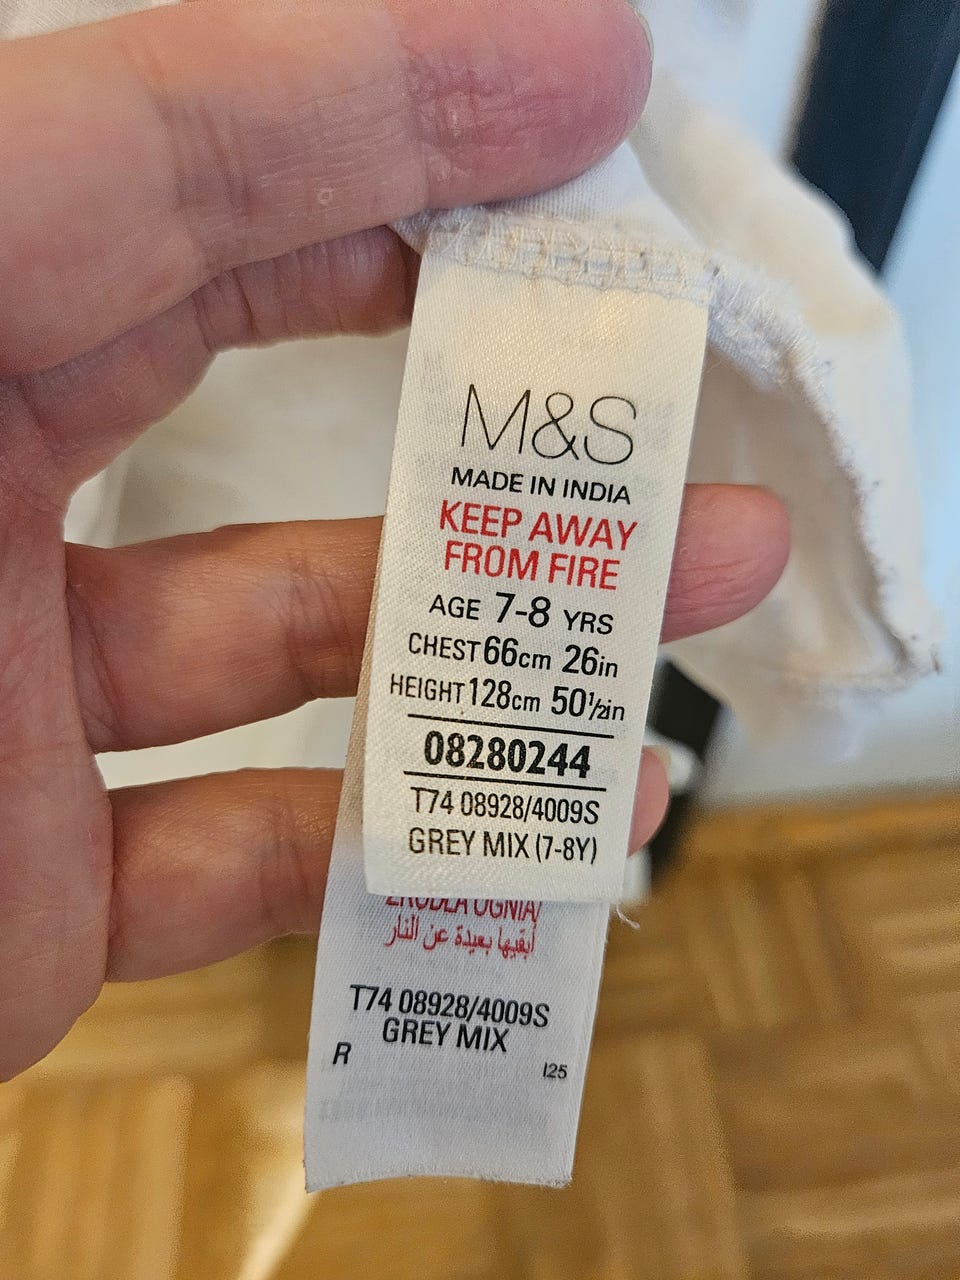 M&S
MADE IN INDIA
KEEP AWAY
FROM FIRE
AGE 7-8 YRS
CHEST 66cm 26in
HEIGHT 128cm 50½in
08280244
T74 08928/4009S
GREY MIX (7-8Y)
ŹRÓDŁA OGNIA/
أبقيها بعيدة عن النار
T74 08928/4009S
GREY MIX
R
I25